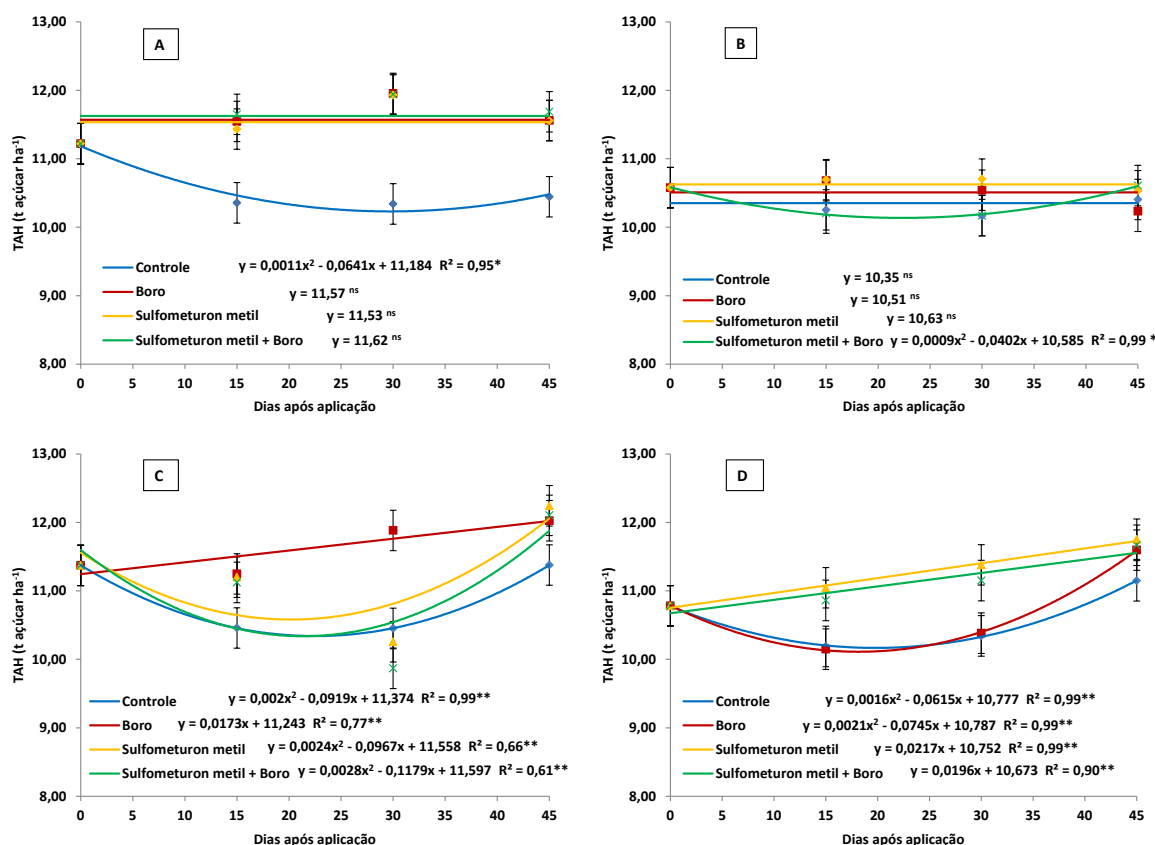 A
13,00
12,00
11,00
10,00
9,00
8,00
TAH (t açúcar ha⁻¹)
Controle y = 0,0011x² - 0,0641x + 11,184 R² = 0,95*
Boro y = 11,57 ns
Sulfometuron metil y = 11,53 ns
Sulfometuron metil + Boro y = 11,62 ns
0 5 10 15 20 25 30 35 40 45
Dias após aplicação
B
13,00
12,00
11,00
10,00
9,00
8,00
TAH (t açúcar ha⁻¹)
Controle y = 10,35 ns
Boro y = 10,51 ns
Sulfometuron metil y = 10,63 ns
Sulfometuron metil + Boro y = 0,0009x² - 0,0402x + 10,585 R² = 0,99 *
0 5 10 15 20 25 30 35 40 45
Dias após aplicação
C
13,00
12,00
11,00
10,00
9,00
8,00
TAH (t açúcar ha⁻¹)
Controle y = 0,002x² - 0,0919x + 11,374 R² = 0,99**
Boro y = 0,0173x + 11,243 R² = 0,77**
Sulfometuron metil y = 0,0024x² - 0,0967x + 11,558 R² = 0,66**
Sulfometuron metil + Boro y = 0,0028x² - 0,1179x + 11,597 R² = 0,61**
0 5 10 15 20 25 30 35 40 45
Dias após aplicação
D
13,00
12,00
11,00
10,00
9,00
8,00
TAH (t açúcar ha⁻¹)
Controle y = 0,0016x² - 0,0615x + 10,777 R² = 0,99**
Boro y = 0,0021x² - 0,0745x + 10,787 R² = 0,99**
Sulfometuron metil y = 0,0217x + 10,752 R² = 0,99**
Sulfometuron metil + Boro y = 0,0196x + 10,673 R² = 0,90**
0 5 10 15 20 25 30 35 40 45
Dias após aplicação